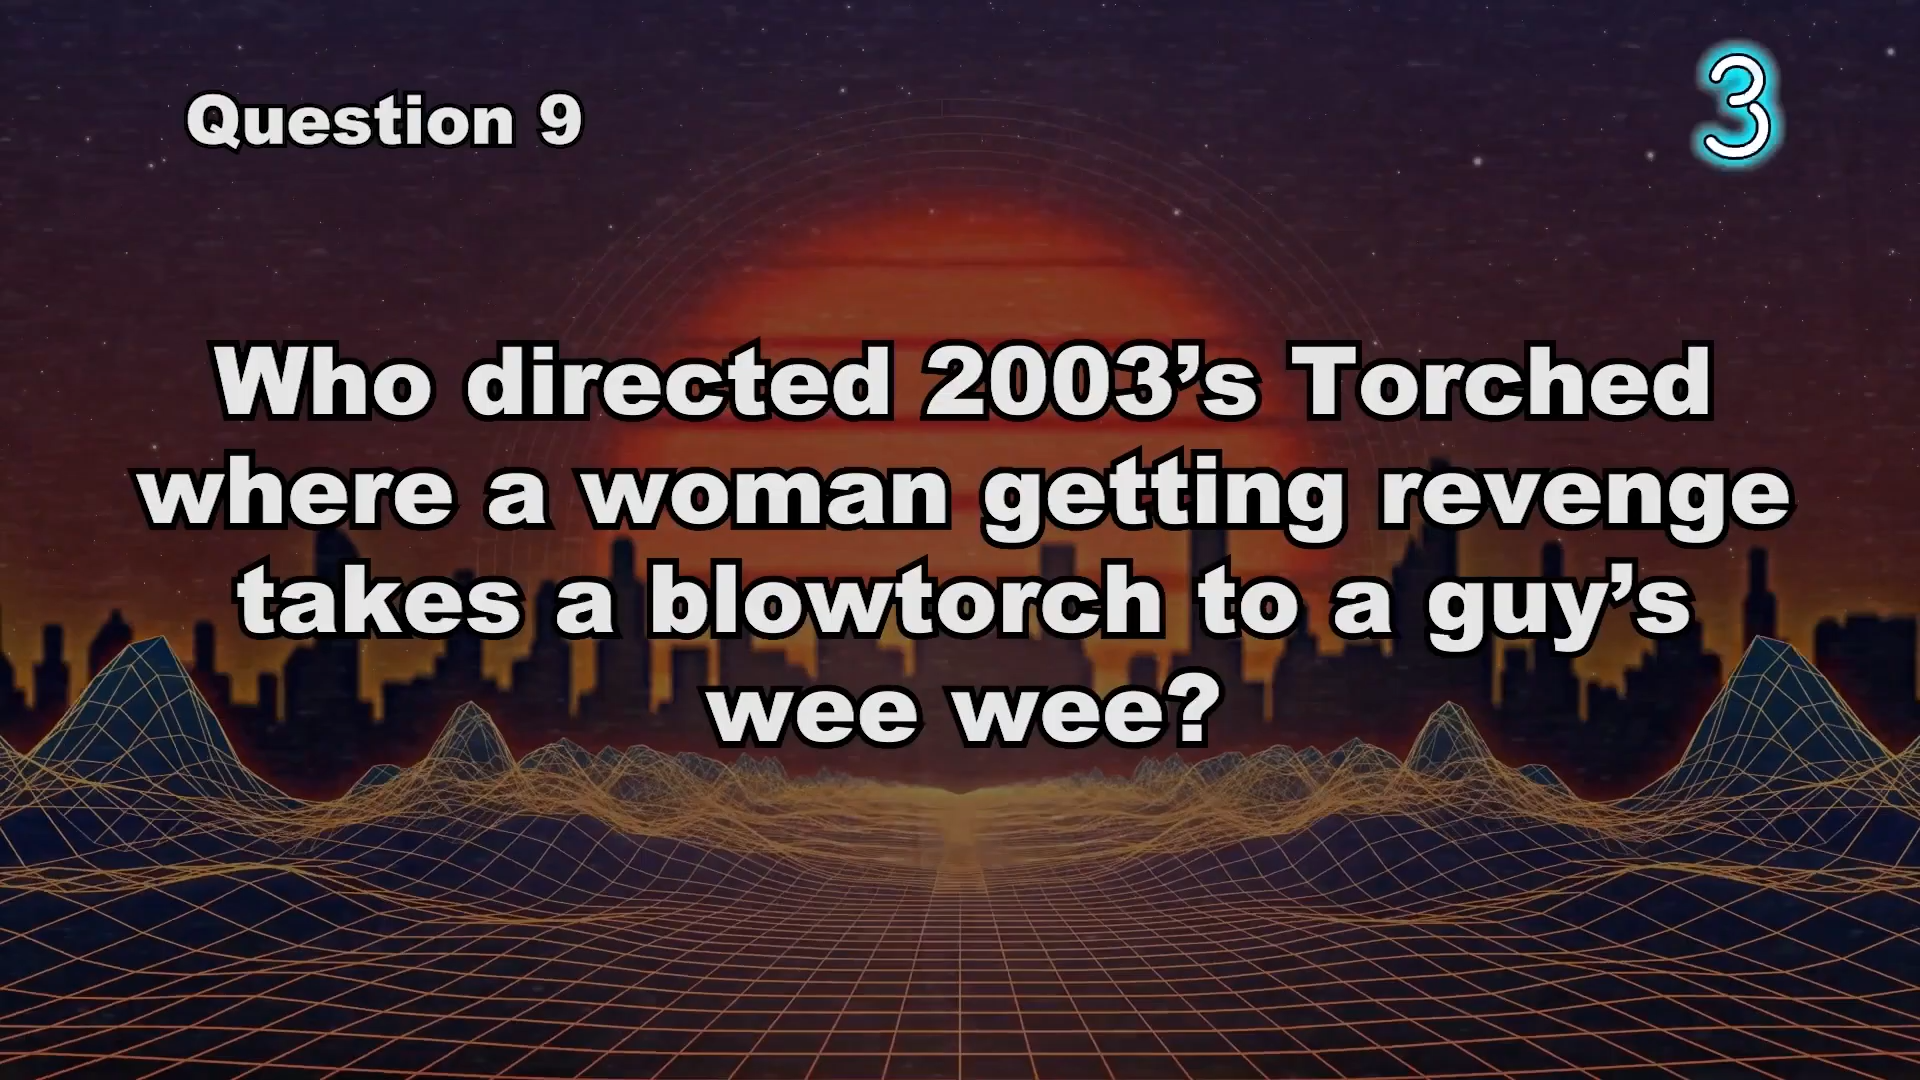 Question 9
3
Who directed 2003’s Torched
where a woman getting revenge
takes a blowtorch to a guy’s
wee wee?